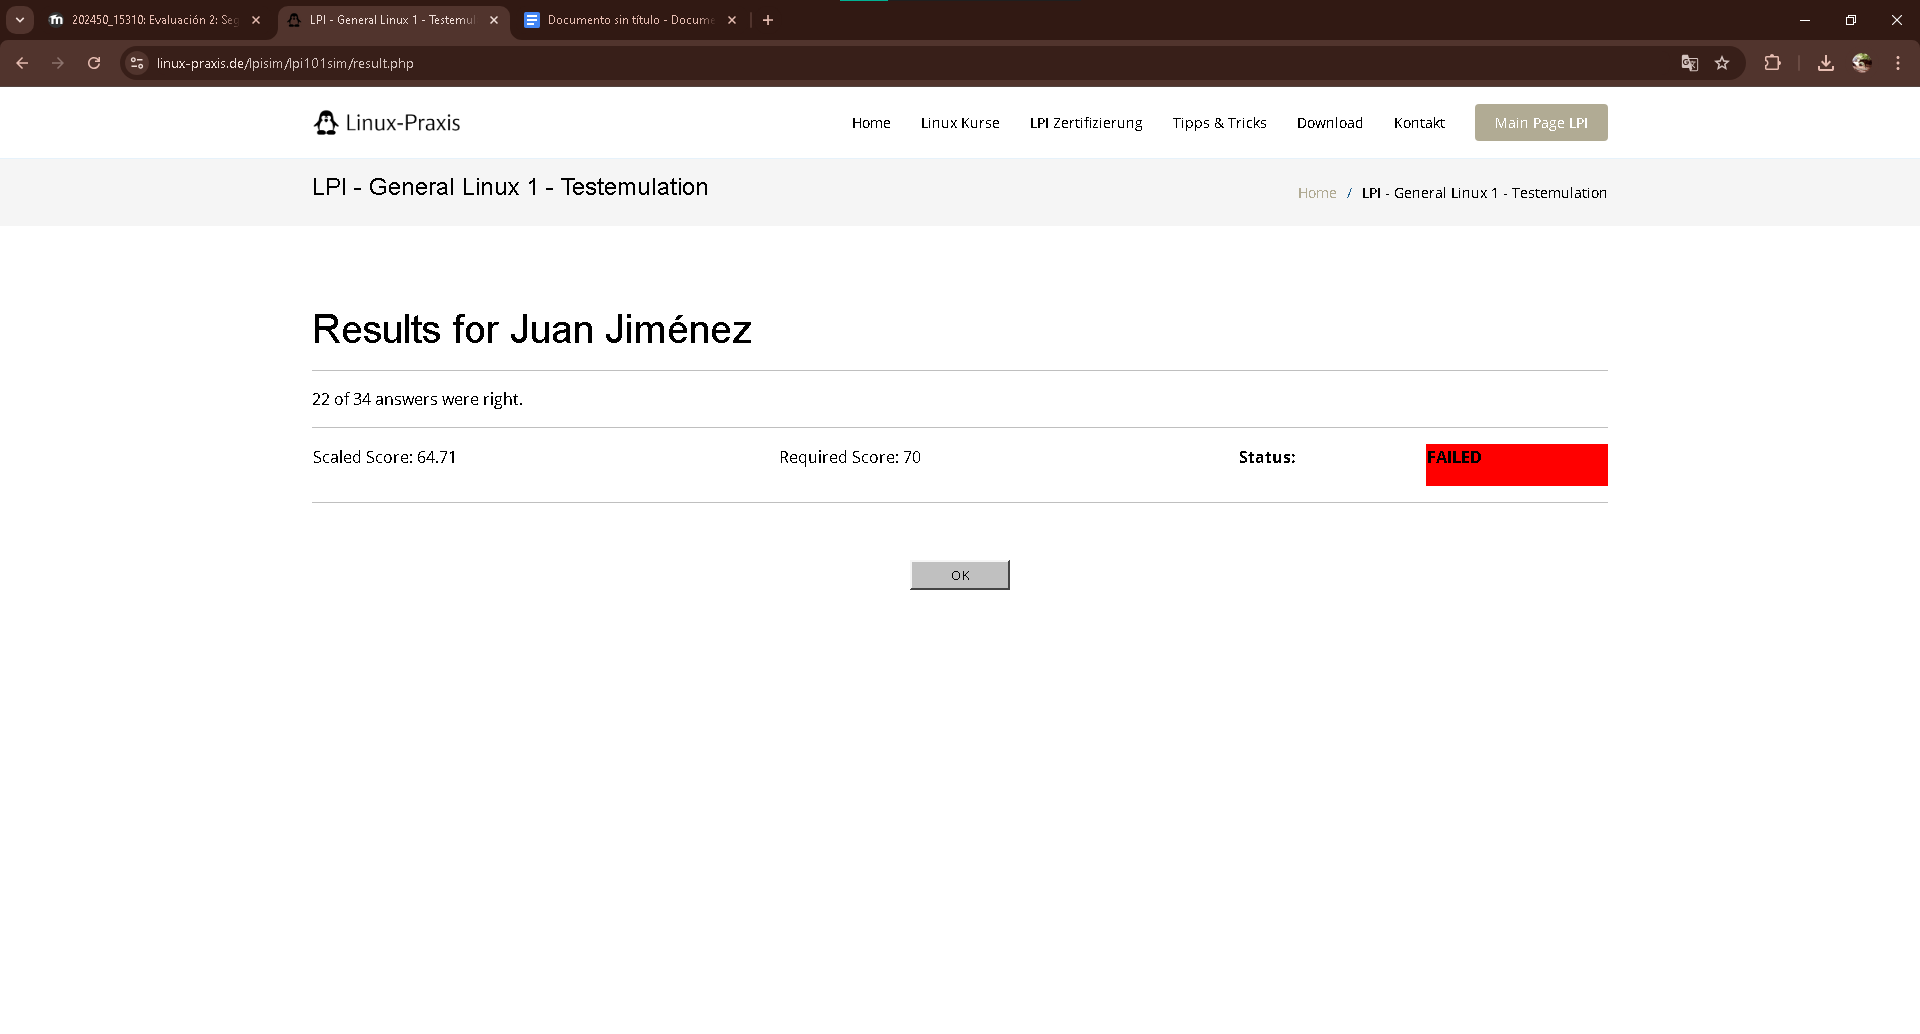 202450_15310: Evaluación 2: Seg
LPI - General Linux 1 - Testemul
Documento sin título - Docume
linux-praxis.de/lpisim/lpi101sim/result.php
Linux-Praxis
Home
Linux Kurse
LPI Zertifizierung
Tipps & Tricks
Download
Kontakt
Main Page LPI
LPI - General Linux 1 - Testemulation
Home / LPI - General Linux 1 - Testemulation
Results for Juan Jiménez
22 of 34 answers were right.
Scaled Score: 64.71
Required Score: 70
Status:
FAILED
OK